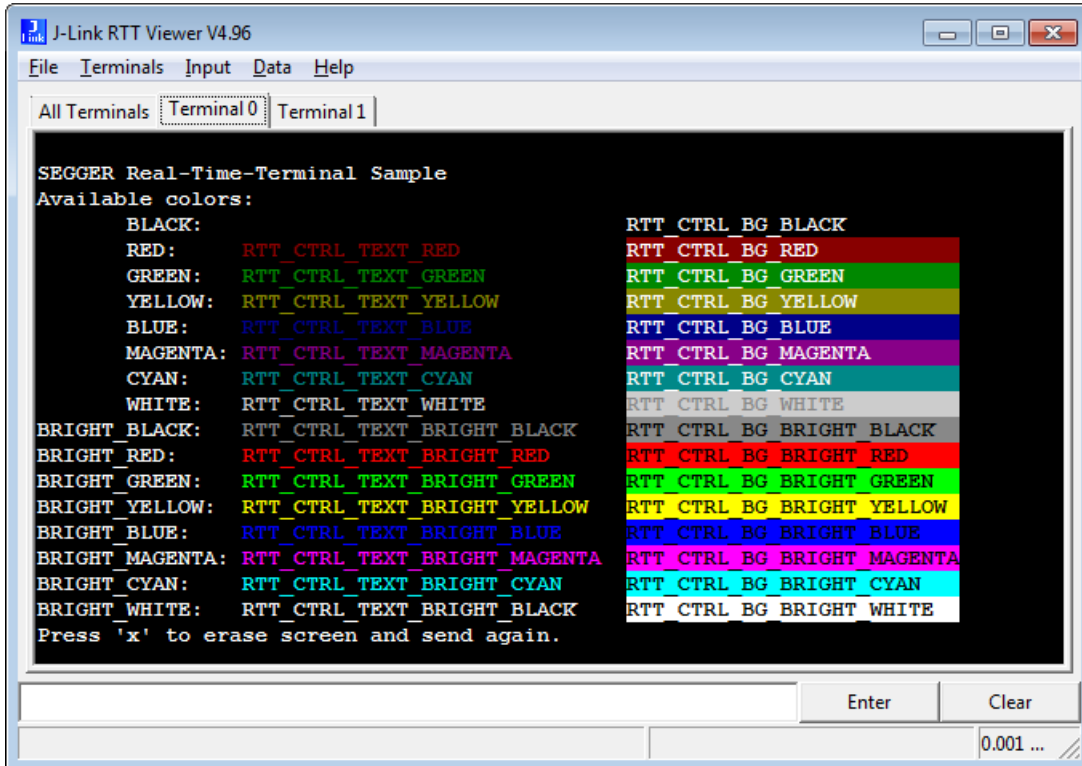 J-Link RTT Viewer V4.96
File Terminals Input Data Help
All Terminals Terminal 0 Terminal 1
SEGGER Real-Time-Terminal Sample
Available colors:
BLACK: RTT_CTRL_BG_BLACK
RED: RTT_CTRL_TEXT_RED RTT_CTRL_BG_RED
GREEN: RTT_CTRL_TEXT_GREEN RTT_CTRL_BG_GREEN
YELLOW: RTT_CTRL_TEXT_YELLOW RTT_CTRL_BG_YELLOW
BLUE: RTT_CTRL_TEXT_BLUE RTT_CTRL_BG_BLUE
MAGENTA: RTT_CTRL_TEXT_MAGENTA RTT_CTRL_BG_MAGENTA
CYAN: RTT_CTRL_TEXT_CYAN RTT_CTRL_BG_CYAN
WHITE: RTT_CTRL_TEXT_WHITE RTT_CTRL_BG_WHITE
BRIGHT_BLACK: RTT_CTRL_TEXT_BRIGHT_BLACK RTT_CTRL_BG_BRIGHT_BLACK
BRIGHT_RED: RTT_CTRL_TEXT_BRIGHT_RED RTT_CTRL_BG_BRIGHT_RED
BRIGHT_GREEN: RTT_CTRL_TEXT_BRIGHT_GREEN RTT_CTRL_BG_BRIGHT_GREEN
BRIGHT_YELLOW: RTT_CTRL_TEXT_BRIGHT_YELLOW RTT_CTRL_BG_BRIGHT_YELLOW
BRIGHT_BLUE: RTT_CTRL_TEXT_BRIGHT_BLUE RTT_CTRL_BG_BRIGHT_BLUE
BRIGHT_MAGENTA: RTT_CTRL_TEXT_BRIGHT_MAGENTA RTT_CTRL_BG_BRIGHT_MAGENTA
BRIGHT_CYAN: RTT_CTRL_TEXT_BRIGHT_CYAN RTT_CTRL_BG_BRIGHT_CYAN
BRIGHT_WHITE: RTT_CTRL_TEXT_BRIGHT_BLACK RTT_CTRL_BG_BRIGHT_WHITE
Press 'x' to erase screen and send again.
Enter Clear
0.001 ...